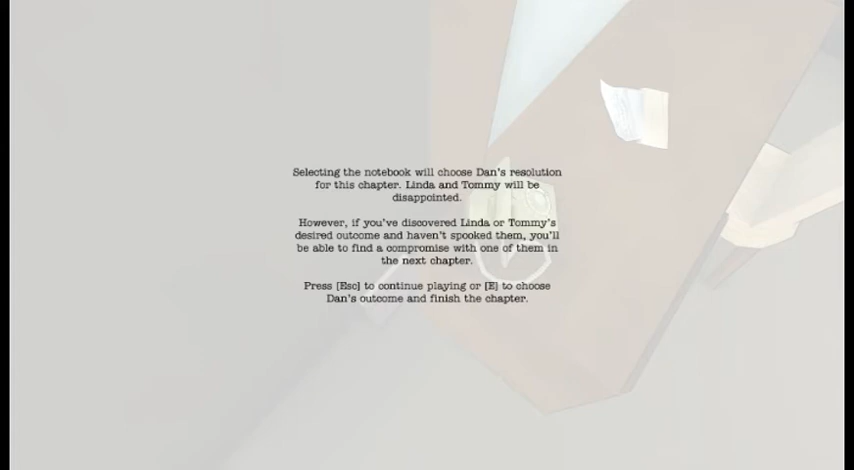 Selecting the notebook will choose Dan's resolution
for this chapter. Linda and Tommy will be
disappointed.
However, if you've discovered Linda or Tommy's
desired outcome and haven't spooked them, you'll
be able to find a compromise with one of them in
the next chapter.
Press [Esc] to continue playing or [E] to choose
Dan's outcome and finish the chapter.